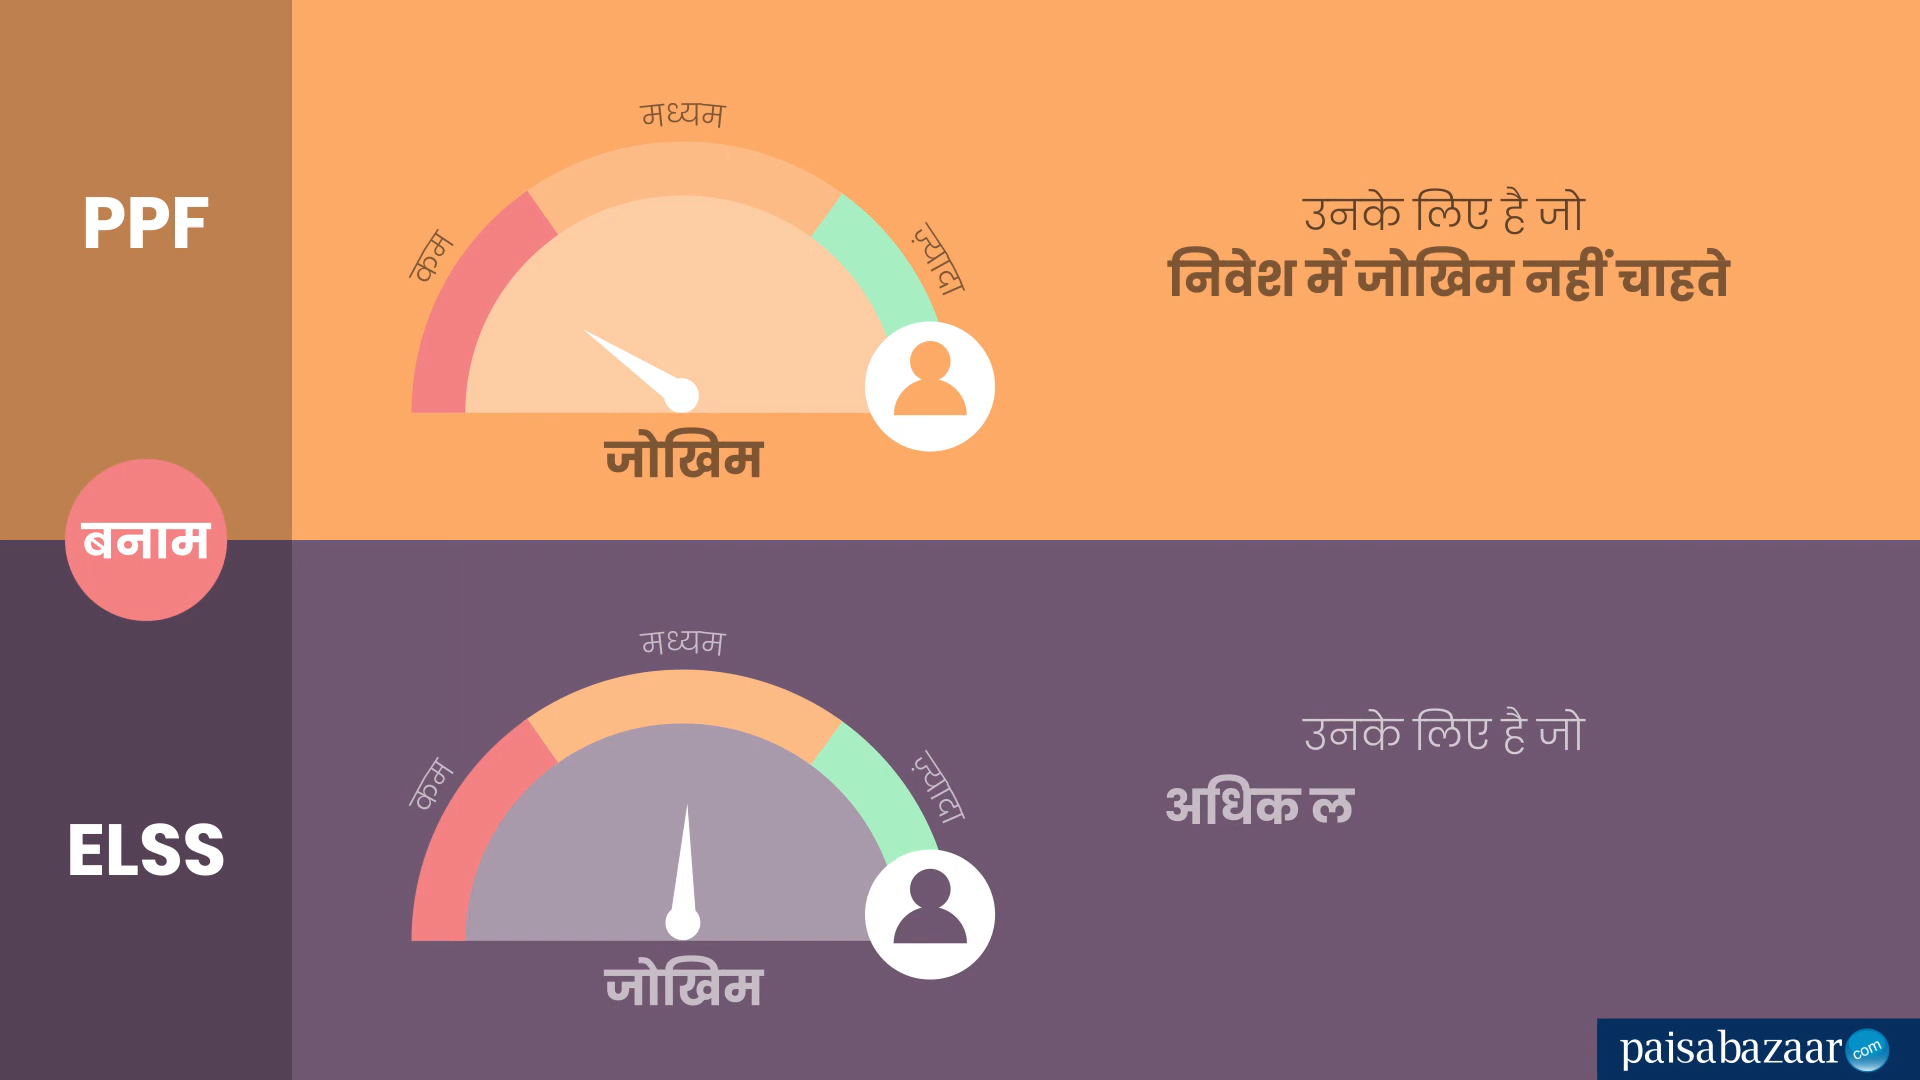 PPF
मध्यम
कम
ज़्यादा
जोखिम
उनके लिए है जो
निवेश में जोखिम नहीं चाहते
बनाम
ELSS
मध्यम
कम
ज़्यादा
जोखिम
उनके लिए है जो
अधिक ल
paisabazaar com